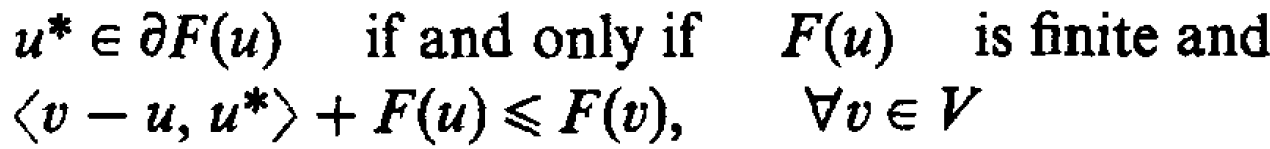 u* ∈ ∂F(u) if and only if F(u) is finite and
⟨v − u, u*⟩ + F(u) ⩽ F(v), ∀v ∈ V